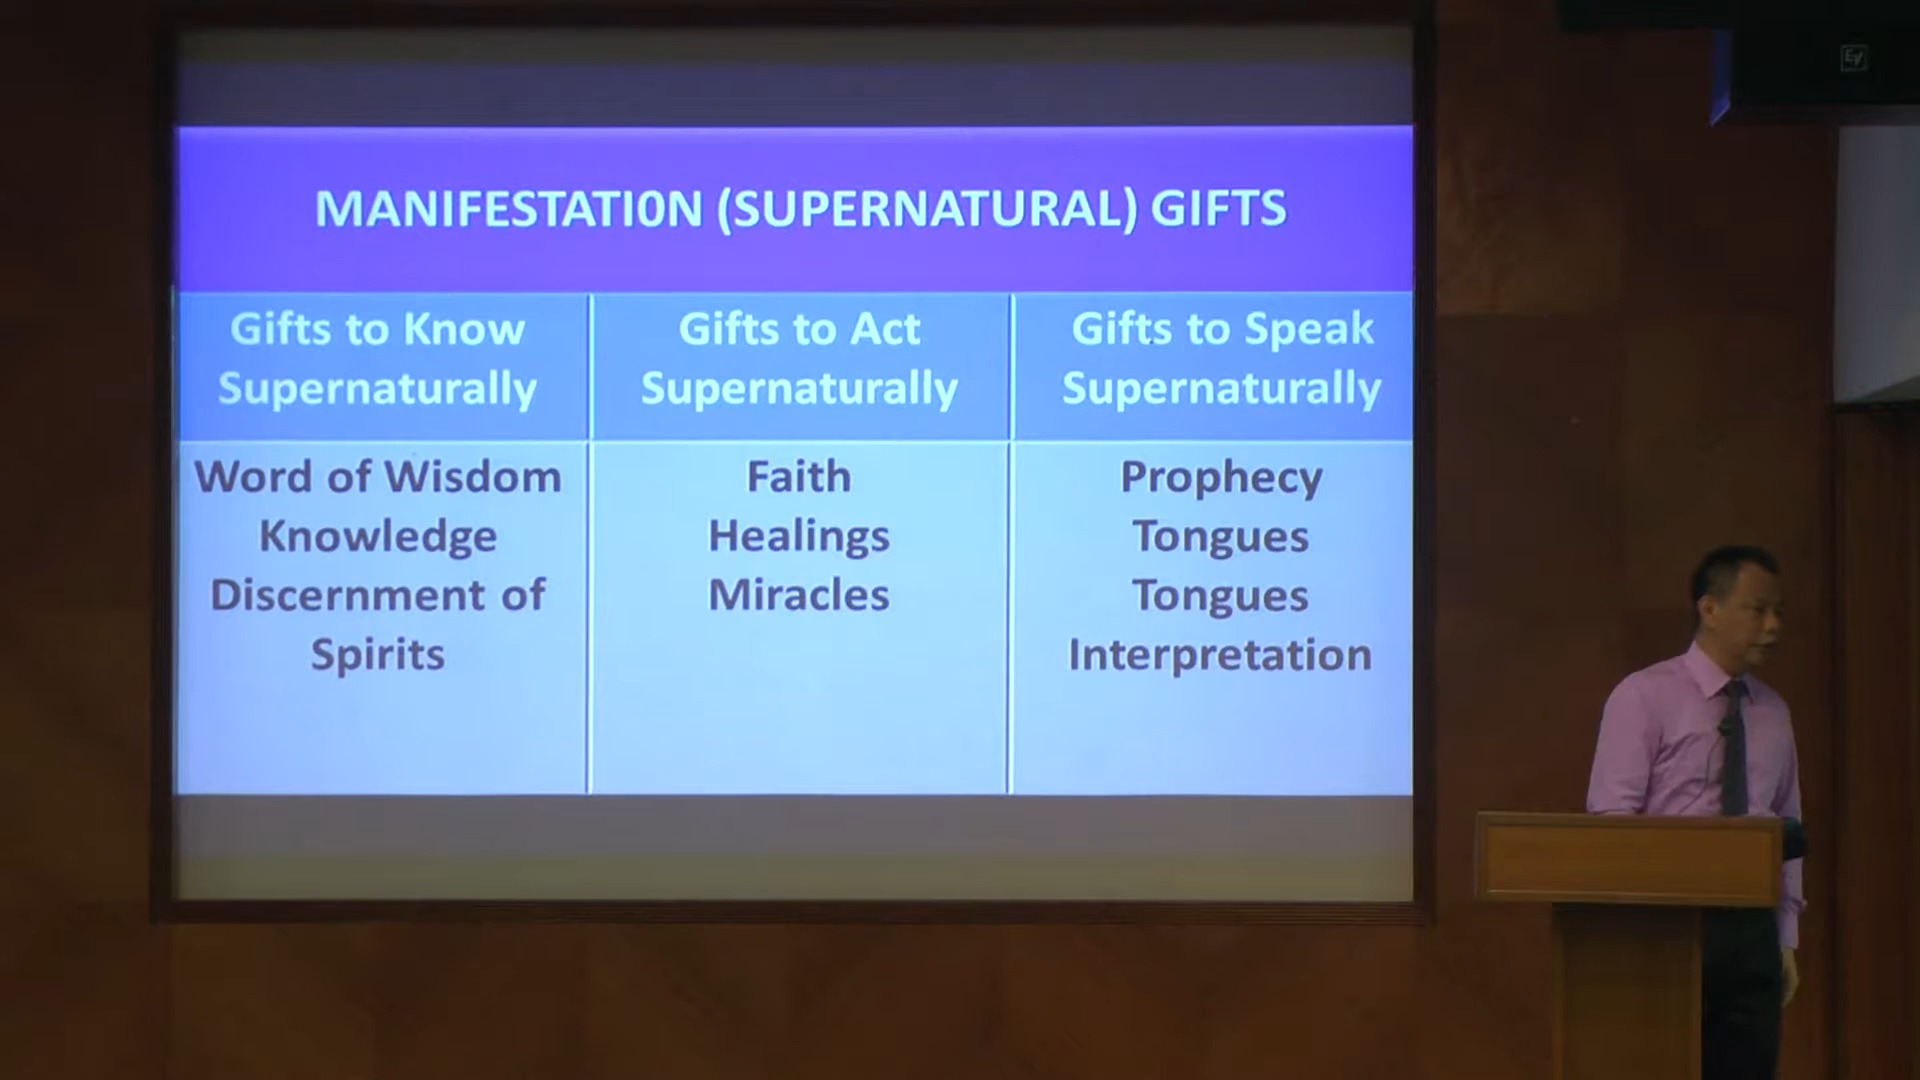 MANIFESTATI0N (SUPERNATURAL) GIFTS
Gifts to Know
Supernaturally
Gifts to Act
Supernaturally
Gifts to Speak
Supernaturally
Word of Wisdom
Knowledge
Discernment of
Spirits
Faith
Healings
Miracles
Prophecy
Tongues
Tongues
Interpretation
EV